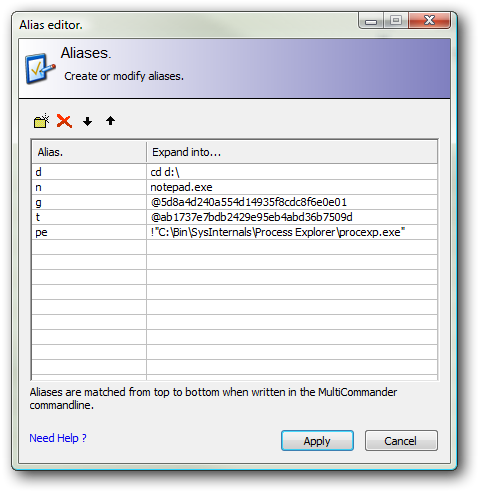 Alias editor.
Aliases.
Create or modify aliases.
Alias. Expand into...
d cd d:\
n notepad.exe
g @5d8a4d240a554d14935f8cdc8f6e0e01
t @ab1737e7bdb2429e95eb4abd36b7509d
pe !"C:\Bin\SysInternals\Process Explorer\procexp.exe"
Aliases are matched from top to bottom when written in the MultiCommander
commandline.
Need Help ? Apply Cancel